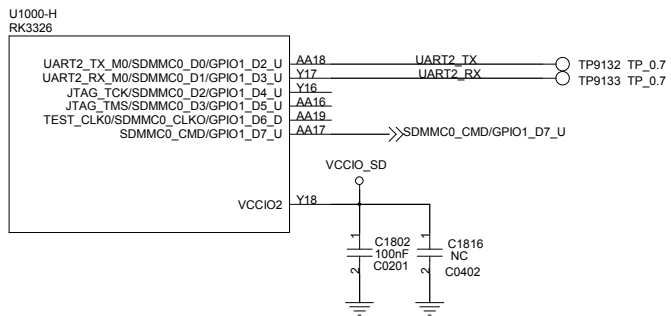 U1000-H
RK3326
UART2_TX_M0/SDMMC0_D0/GPIO1_D2_U AA18 UART2_TX TP9132 TP_0.7
UART2_RX_M0/SDMMC0_D1/GPIO1_D3_U Y17 UART2_RX TP9133 TP_0.7
JTAG_TCK/SDMMC0_D2/GPIO1_D4_U Y16
JTAG_TMS/SDMMC0_D3/GPIO1_D5_U AA16
TEST_CLK0/SDMMC0_CLKO/GPIO1_D6_D AA19
SDMMC0_CMD/GPIO1_D7_U AA17 SDMMC0_CMD/GPIO1_D7_U
VCCIO_SD
VCCIO2 Y18
1 C1802 1 C1816
100nF NC
2 C0201 2 C0402